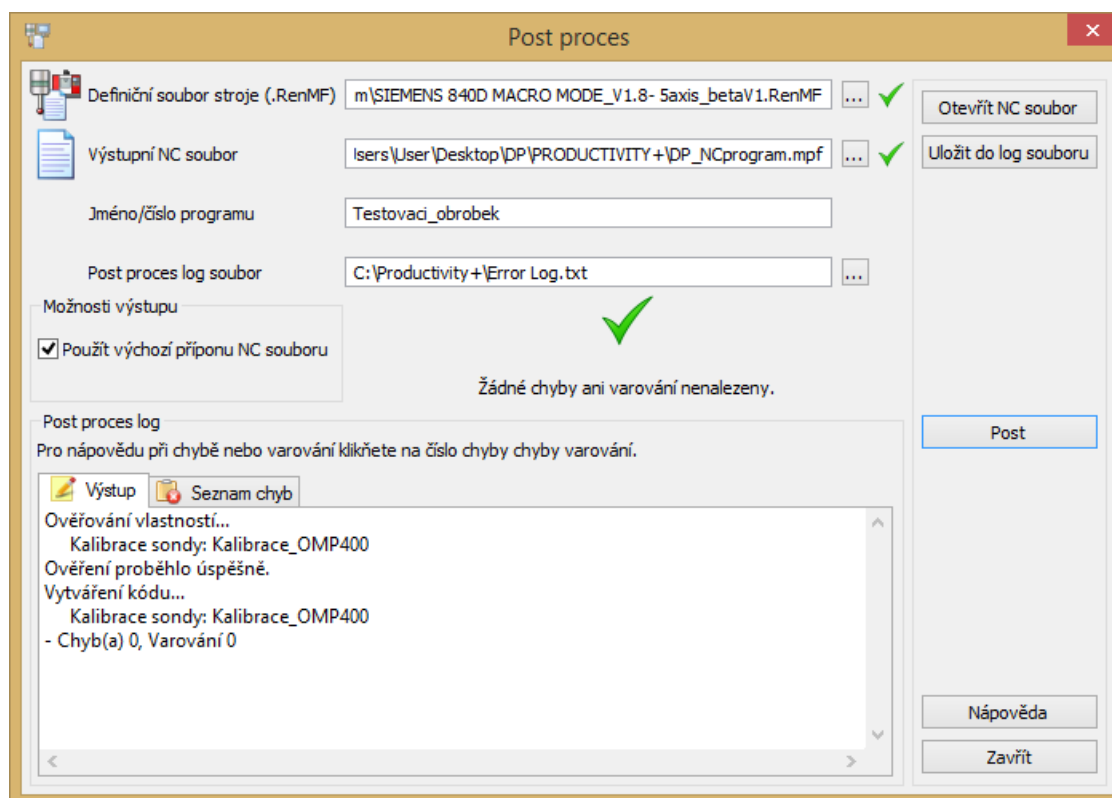 Post proces
Definiční soubor stroje (.RenMF)
m\SIEMENS 840D MACRO MODE_V1.8- 5axis_betaV1.RenMF
...
Otevřít NC soubor
Výstupní NC soubor
Isers\User\Desktop\DP\PRODUCTIVITY+\DP_NCprogram.mpf
...
Uložit do log souboru
Jméno/číslo programu
Testovaci_obrobek
Post proces log soubor
C:\Productivity+\Error Log.txt
...
Možnosti výstupu
Použít výchozí příponu NC souboru
Žádné chyby ani varování nenalezeny.
Post proces log
Pro nápovědu při chybě nebo varování klikňete na číslo chyby chyby varování.
Post
Výstup
Seznam chyb
Ověřování vlastností...
Kalibrace sondy: Kalibrace_OMP400
Ověření proběhlo úspěšně.
Vytváření kódu...
Kalibrace sondy: Kalibrace_OMP400
- Chyb(a) 0, Varování 0
Nápověda
Zavřít